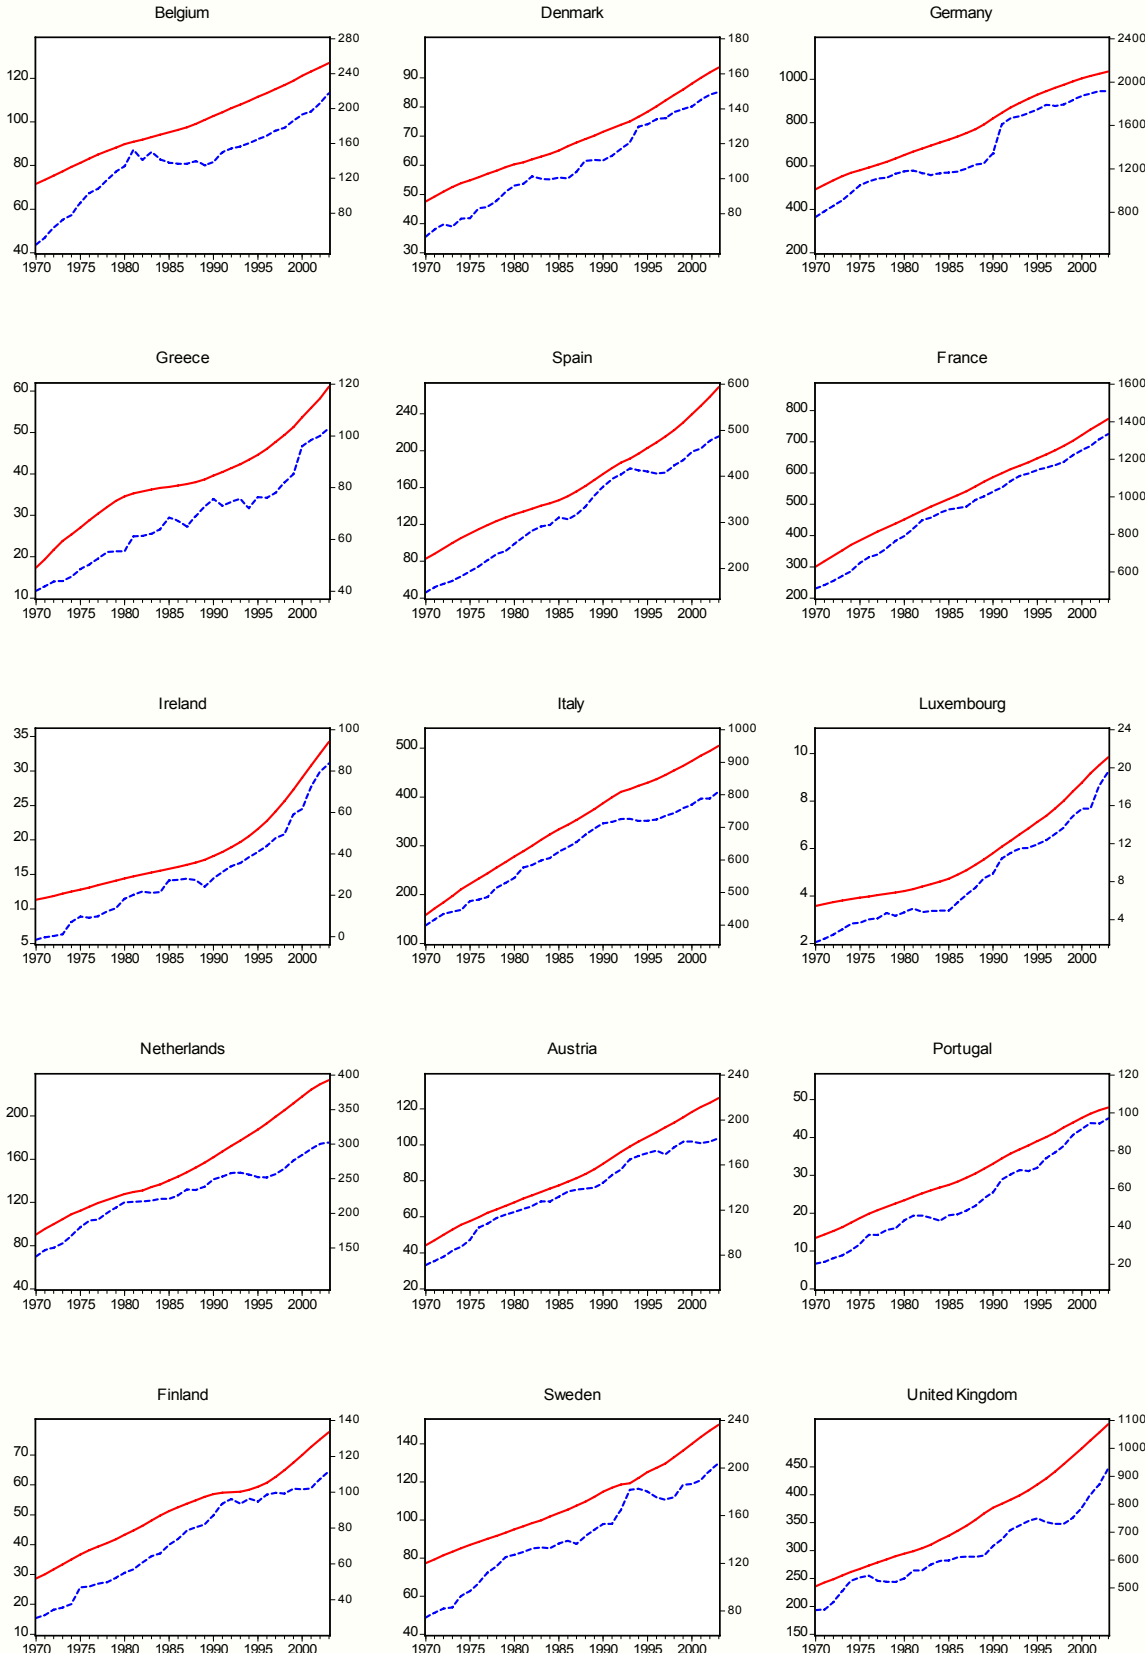 Belgium Denmark Germany
280 180 2400
120 240 90 160 1000 2000
100 200 80 140 800 1600
80 160 70 120 600 1200
60 120 60 100 400 800
40 80 50 80 200
40
30
1970 1975 1980 1985 1990 1995 2000 1970 1975 1980 1985 1990 1995 2000 1970 1975 1980 1985 1990 1995 2000
Greece Spain France
60 120 240 600 800 1600
50 100 200 500 700 1400
40 80 160 400 600 1200
30 60 120 300 500 1000
20 40 80 200 400 800
10 40 300 600
200
1970 1975 1980 1985 1990 1995 2000 1970 1975 1980 1985 1990 1995 2000 1970 1975 1980 1985 1990 1995 2000
Ireland Italy Luxembourg
35 100 500 1000 10 24
30 80 400 900 8 20
25 60 300 800 6 16
20 40 200 700 4 12
15 20 100 600 2 8
10 0 500 4
5 400
1970 1975 1980 1985 1990 1995 2000 1970 1975 1980 1985 1990 1995 2000 1970 1975 1980 1985 1990 1995 2000
Netherlands Austria Portugal
200 400 120 240 50 120
160 350 100 200 40 100
120 300 80 160 30 80
80 250 60 120 20 60
40 200 40 80 10 40
150 20 0 20
1970 1975 1980 1985 1990 1995 2000 1970 1975 1980 1985 1990 1995 2000 1970 1975 1980 1985 1990 1995 2000
Finland Sweden United Kingdom
70 140 140 240 450 1100
60 120 120 200 400 1000
50 100 100 160 350 900
40 80 80 120 300 800
30 60 60 80 250 700
20 40 40 200 600
10 150 500
1970 1975 1980 1985 1990 1995 2000 1970 1975 1980 1985 1990 1995 2000 1970 1975 1980 1985 1990 1995 2000